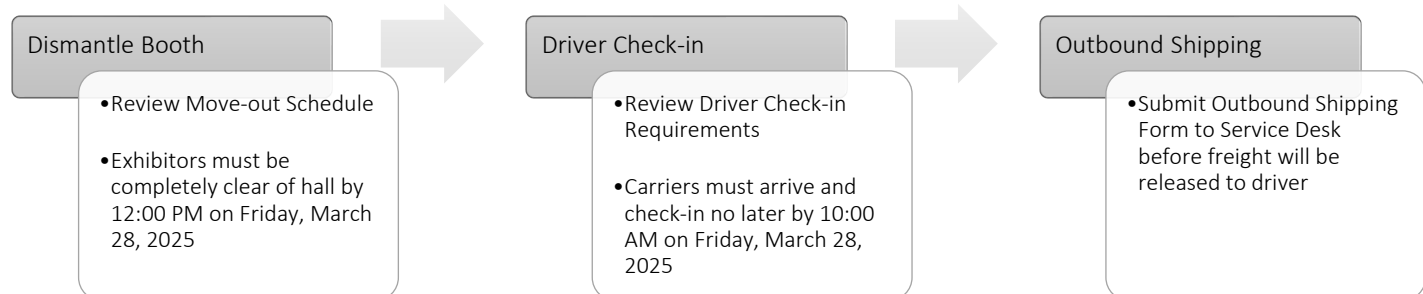 Dismantle Booth
•Review Move-out Schedule
•Exhibitors must be
completely clear of hall by
12:00 PM on Friday, March
28, 2025
Driver Check-in
•Review Driver Check-in
Requirements
•Carriers must arrive and
check-in no later by 10:00
AM on Friday, March 28,
2025
Outbound Shipping
•Submit Outbound Shipping
Form to Service Desk
before freight will be
released to driver